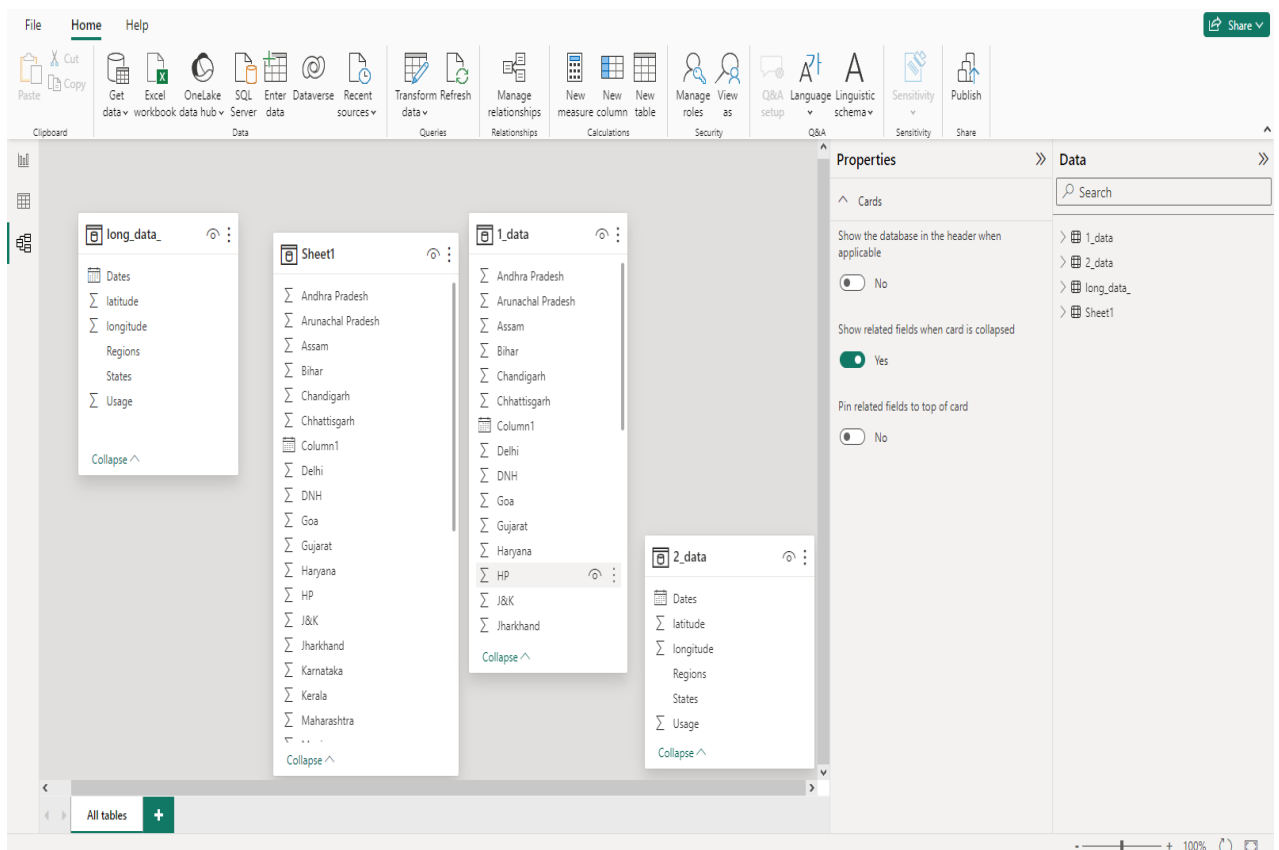 File Home Help Share
Cut
Copy
Paste
Get data
Excel workbook
OneLake data hub
SQL Server
Enter data
Dataverse
Recent sources
Transform data
Refresh
Manage relationships
New measure
New column
New table
Manage roles
View as
Q&A setup
Language
Linguistic schema
Sensitivity
Publish
Clipboard Data Queries Relationships Calculations Security Q&A Sensitivity Share
long_data_
Dates
latitude
longitude
Regions
States
Usage
Collapse
Sheet1
Andhra Pradesh
Arunachal Pradesh
Assam
Bihar
Chandigarh
Chhattisgarh
Column1
Delhi
DNH
Goa
Gujarat
Haryana
HP
J&K
Jharkhand
Karnataka
Kerala
Maharashtra
Collapse
1_data
Andhra Pradesh
Arunachal Pradesh
Assam
Bihar
Chandigarh
Chhattisgarh
Column1
Delhi
DNH
Goa
Gujarat
Haryana
HP
J&K
Jharkhand
Collapse
2_data
Dates
latitude
longitude
Regions
States
Usage
Collapse
Properties
Cards
Show the database in the header when
applicable
No
Show related fields when card is collapsed
Yes
Pin related fields to top of card
No
Data
Search
1_data
2_data
long_data_
Sheet1
All tables +
- + 100%